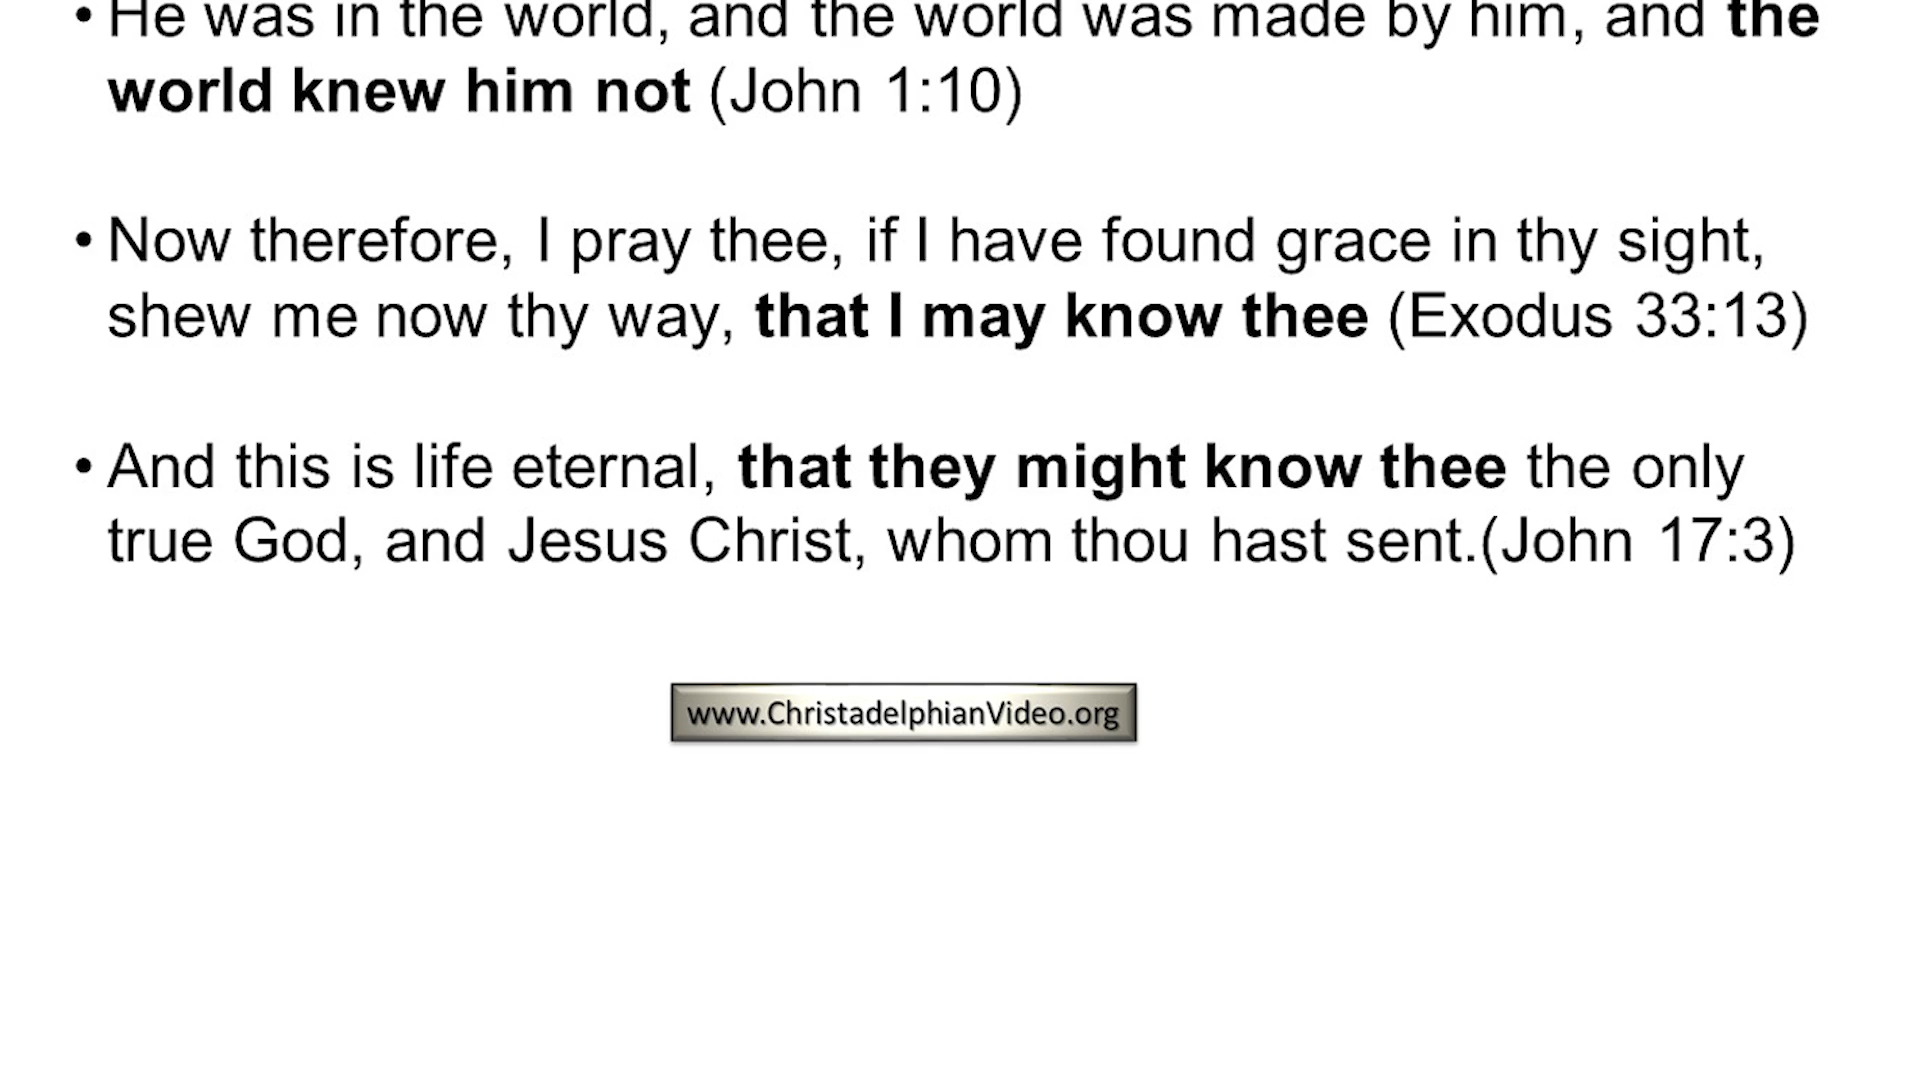 • He was in the world, and the world was made by him, and the
world knew him not (John 1:10)
• Now therefore, I pray thee, if I have found grace in thy sight,
shew me now thy way, that I may know thee (Exodus 33:13)
• And this is life eternal, that they might know thee the only
true God, and Jesus Christ, whom thou hast sent.(John 17:3)
www.ChristadelphianVideo.org